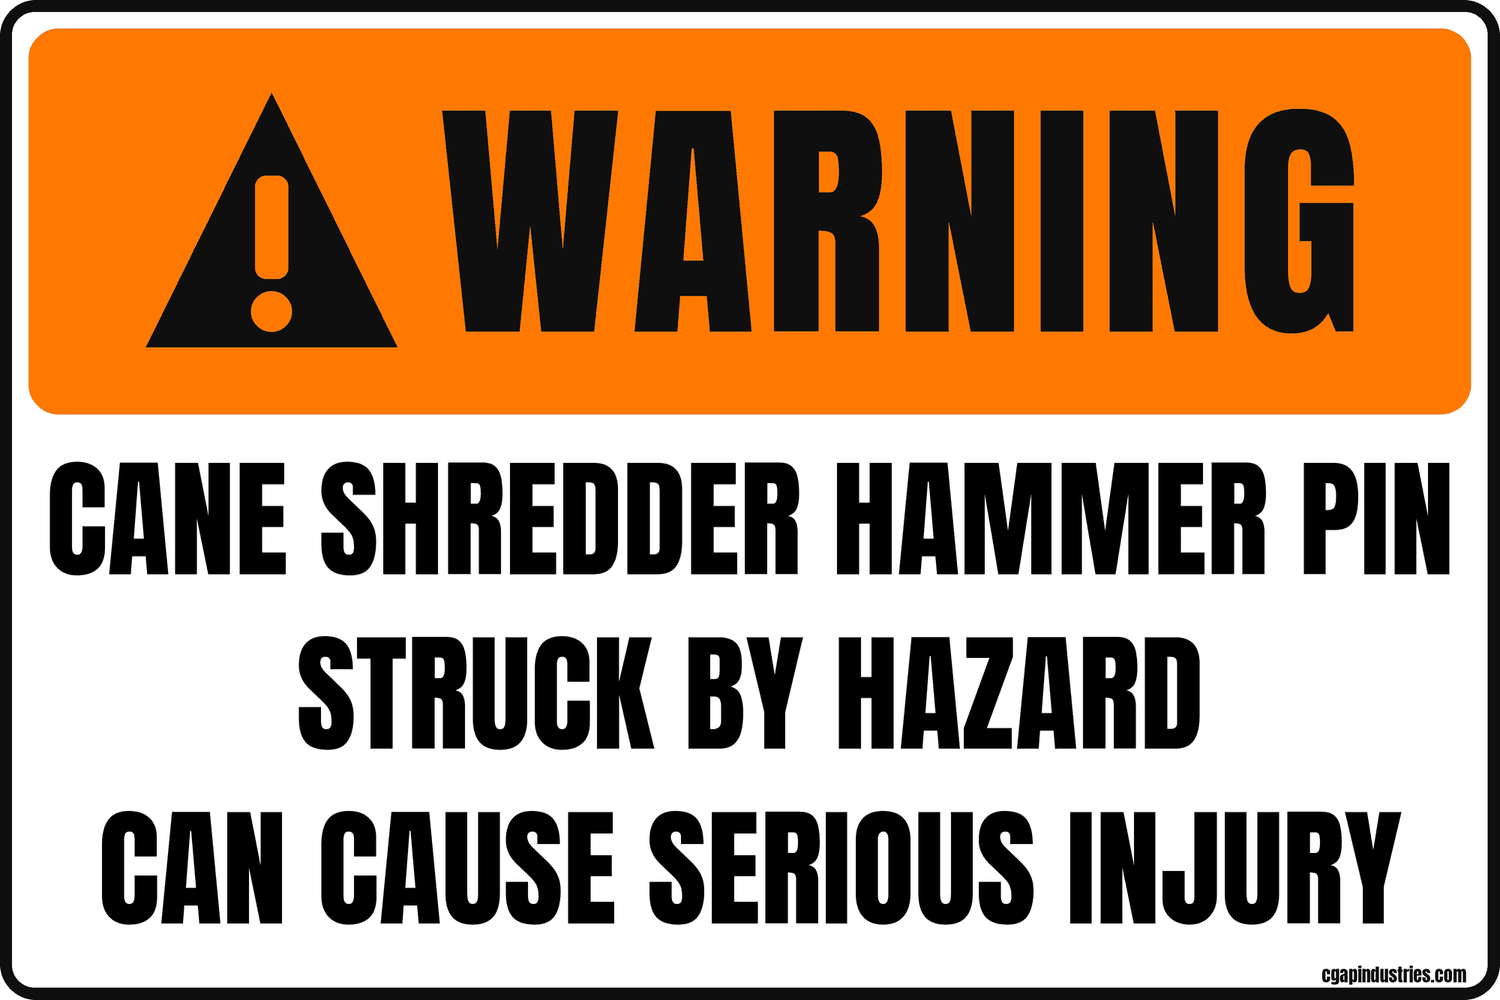 WARNING
CANE SHREDDER HAMMER PIN
STRUCK BY HAZARD
CAN CAUSE SERIOUS INJURY
cgapindustries.com